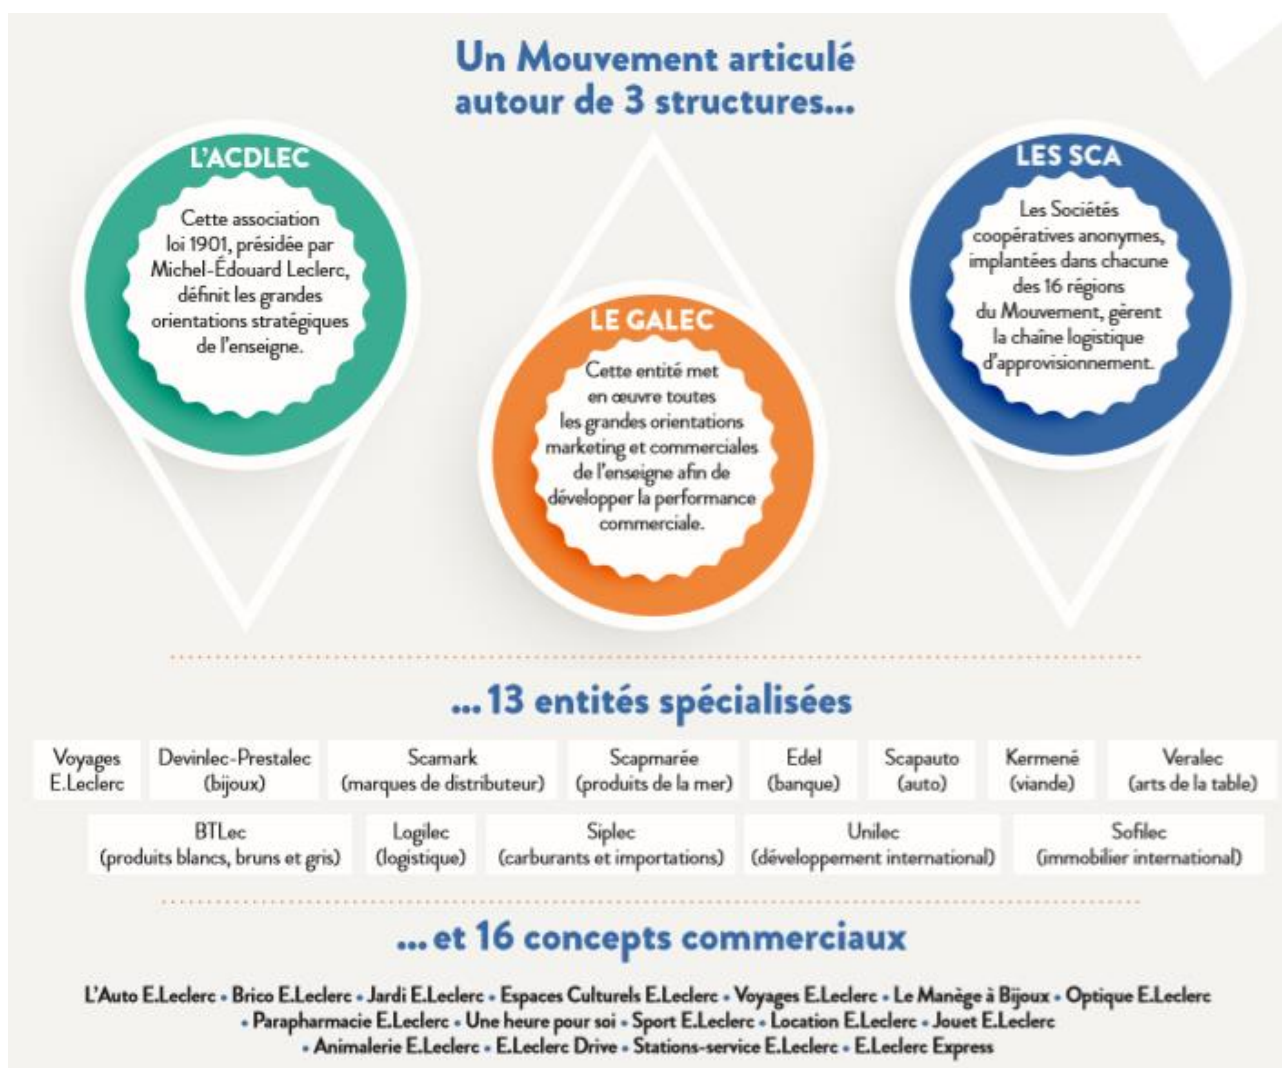 Un Mouvement articulé
autour de 3 structures...
L'ACDLEC
Cette association
loi 1901, présidée par
Michel-Édouard Leclerc,
définit les grandes
orientations stratégiques
de l'enseigne.
LE GALEC
Cette entité met
en œuvre toutes
les grandes orientations
marketing et commerciales
de l'enseigne afin de
développer la performance
commerciale.
LES SCA
Les Sociétés
coopératives anonymes,
implantées dans chacune
des 16 régions
du Mouvement, gèrent
la chaîne logistique
d'approvisionnement.
... 13 entités spécialisées
Voyages
E.Leclerc
Devinlec-Prestalec
(bijoux)
Scamark
(marques de distributeur)
Scapmarée
(produits de la mer)
Edel
(banque)
Scapauto
(auto)
Kermené
(viande)
Veralec
(arts de la table)
BTLec
(produits blancs, bruns et gris)
Logilec
(logistique)
Siplec
(carburants et importations)
Unilec
(développement international)
Sofilec
(immobilier international)
... et 16 concepts commerciaux
L'Auto E.Leclerc • Brico E.Leclerc • Jardi E.Leclerc • Espaces Culturels E.Leclerc • Voyages E.Leclerc • Le Manège à Bijoux • Optique E.Leclerc
• Parapharmacie E.Leclerc • Une heure pour soi • Sport E.Leclerc • Location E.Leclerc • Jouet E.Leclerc
• Animalerie E.Leclerc • E.Leclerc Drive • Stations-service E.Leclerc • E.Leclerc Express